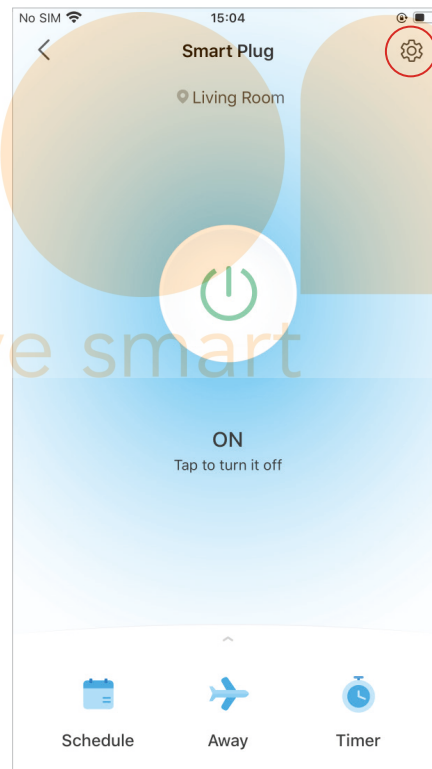 No SIM 15:04
Smart Plug
Living Room
e smart
ON
Tap to turn it off
Schedule Away Timer